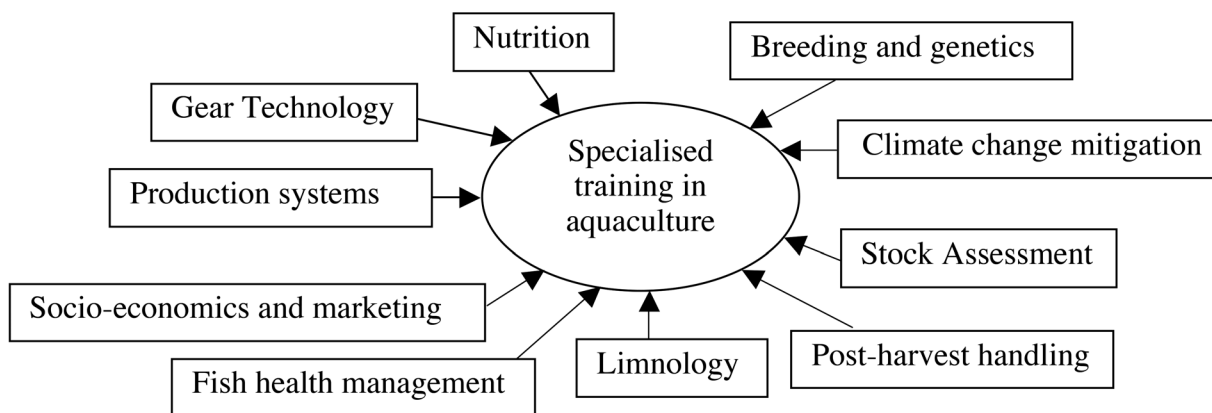 Nutrition
Breeding and genetics
Gear Technology
Specialised
training in
aquaculture
Climate change mitigation
Production systems
Stock Assessment
Socio-economics and marketing
Limnology
Post-harvest handling
Fish health management